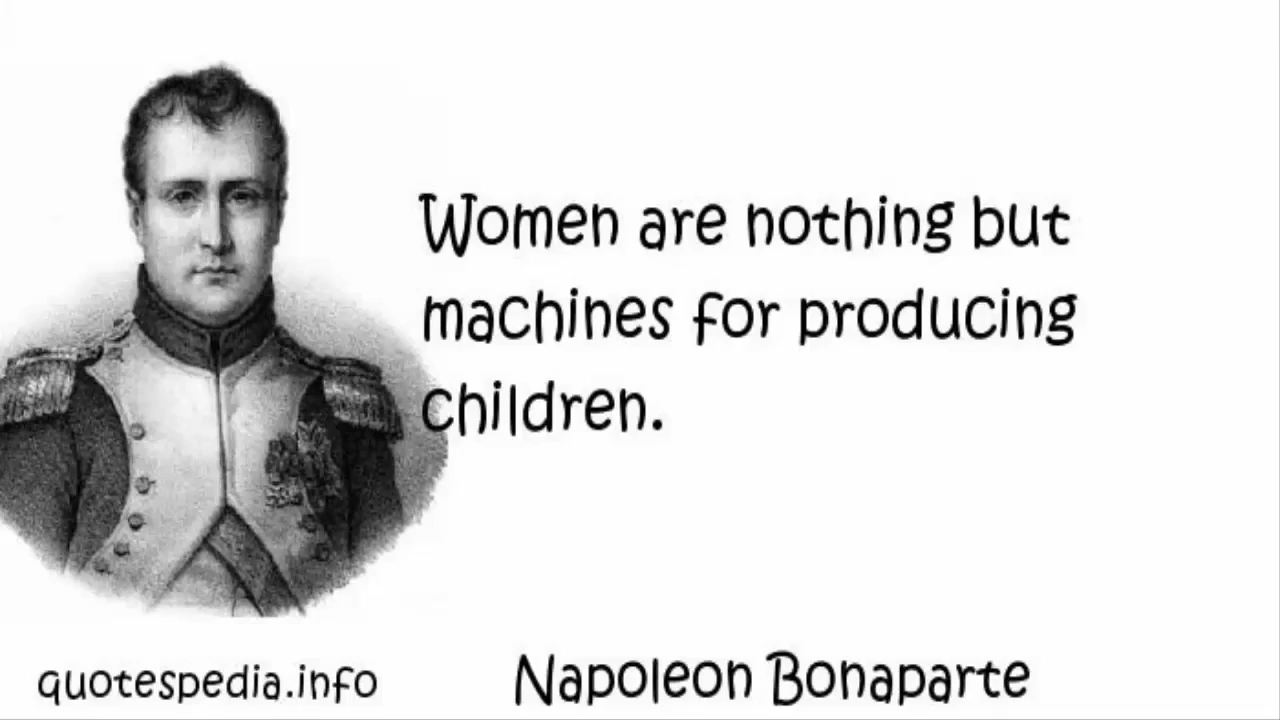 Women are nothing but
machines for producing
children.
quotespedia.info
Napoleon Bonaparte